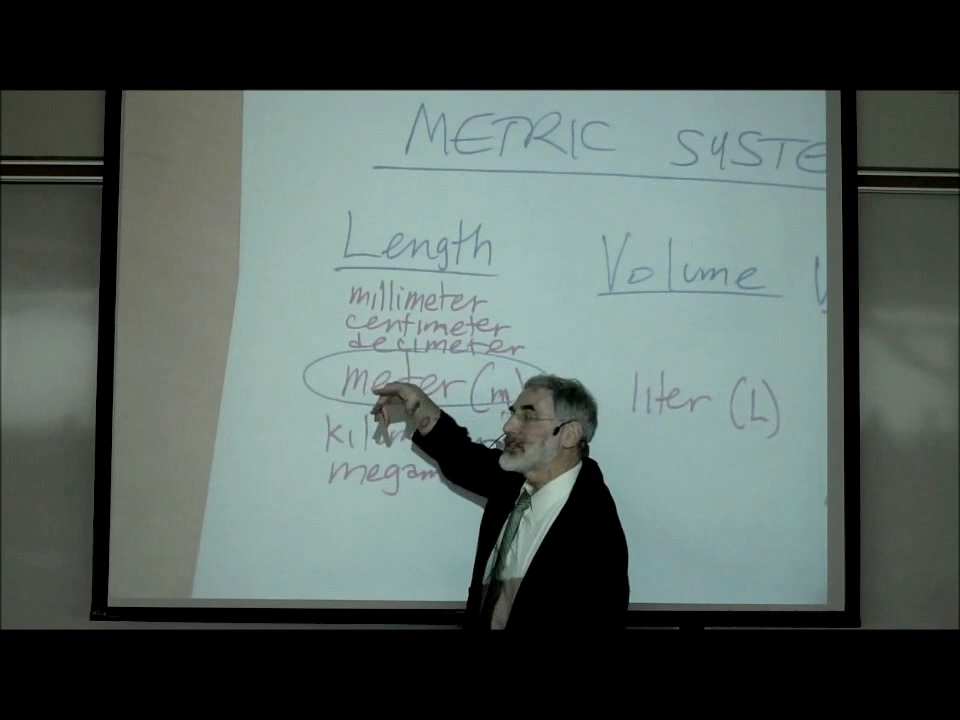 METRIC SYSTE
Length
Volume
millimeter
centimeter
decimeter
meter (m)
liter (L)